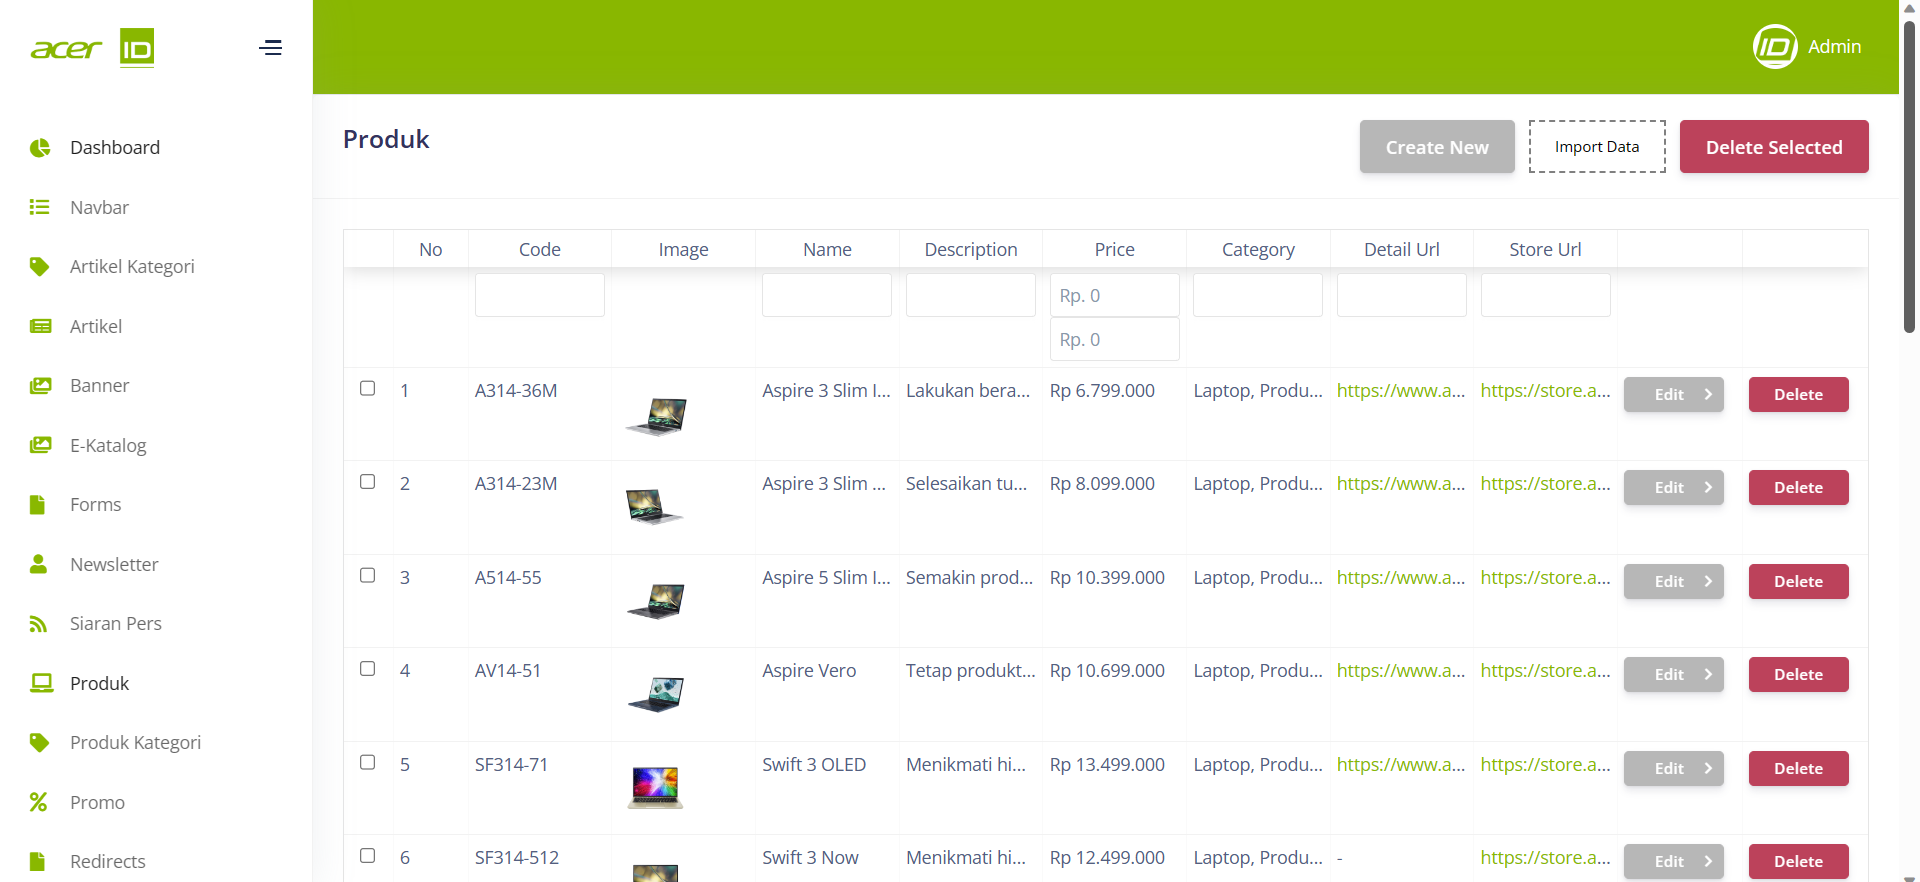 acer ID
Admin
Dashboard
Navbar
Artikel Kategori
Artikel
Banner
E-Katalog
Forms
Newsletter
Siaran Pers
Produk
Produk Kategori
Promo
Redirects
Produk
Create New
Import Data
Delete Selected
No Code Image Name Description Price Category Detail Url Store Url
Rp. 0
Rp. 0
1 A314-36M Aspire 3 Slim I... Lakukan bera... Rp 6.799.000 Laptop, Produ... https://www.a... https://store.a... Edit Delete
2 A314-23M Aspire 3 Slim ... Selesaikan tu... Rp 8.099.000 Laptop, Produ... https://www.a... https://store.a... Edit Delete
3 A514-55 Aspire 5 Slim I... Semakin prod... Rp 10.399.000 Laptop, Produ... https://www.a... https://store.a... Edit Delete
4 AV14-51 Aspire Vero Tetap produkt... Rp 10.699.000 Laptop, Produ... https://www.a... https://store.a... Edit Delete
5 SF314-71 Swift 3 OLED Menikmati hi... Rp 13.499.000 Laptop, Produ... https://www.a... https://store.a... Edit Delete
6 SF314-512 Swift 3 Now Menikmati hi... Rp 12.499.000 Laptop, Produ... - https://store.a... Edit Delete